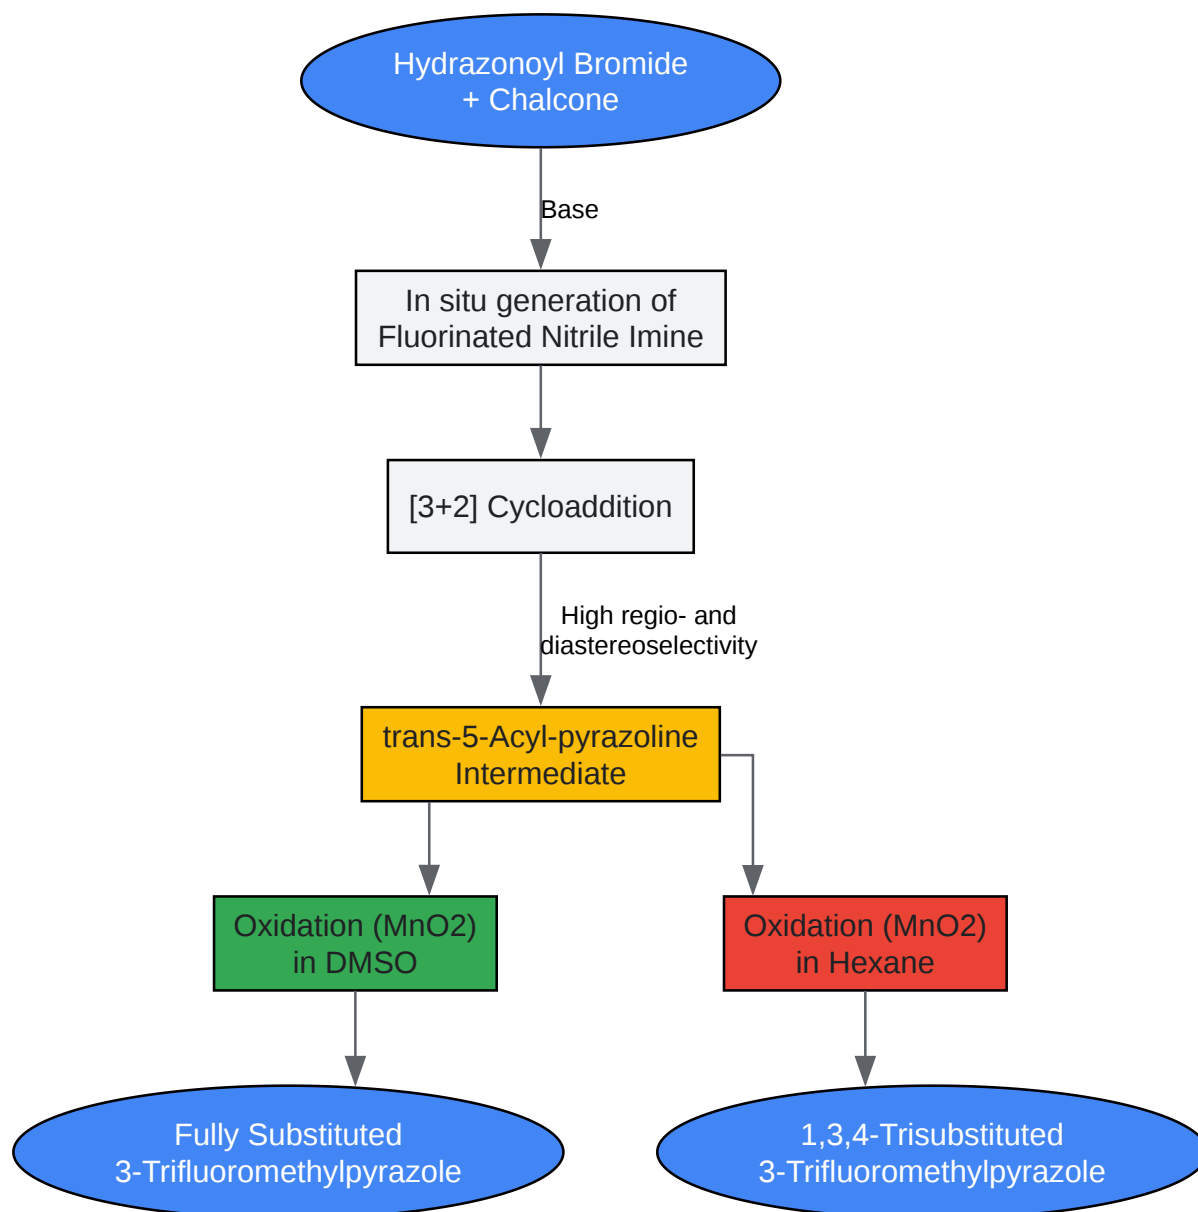 Hydrazonoyl Bromide
+ Chalcone
Base
In situ generation of
Fluorinated Nitrile Imine
[3+2] Cycloaddition
High regio- and
diastereoselectivity
trans-5-Acyl-pyrazoline
Intermediate
Oxidation (MnO2)
in DMSO
Oxidation (MnO2)
in Hexane
Fully Substituted
3-Trifluoromethylpyrazole
1,3,4-Trisubstituted
3-Trifluoromethylpyrazole